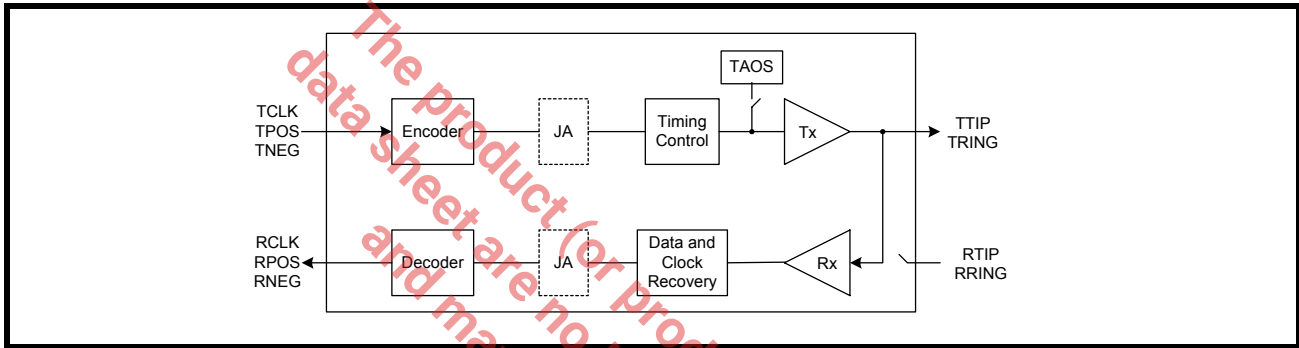 TAOS
TCLK
TPOS
TNEG
Encoder
JA
Timing
Control
Tx
TTIP
TRING
RCLK
RPOS
RNEG
Decoder
JA
Data and
Clock
Recovery
Rx
RTIP
RRING
The product (or prod
data sheet are no
and ma